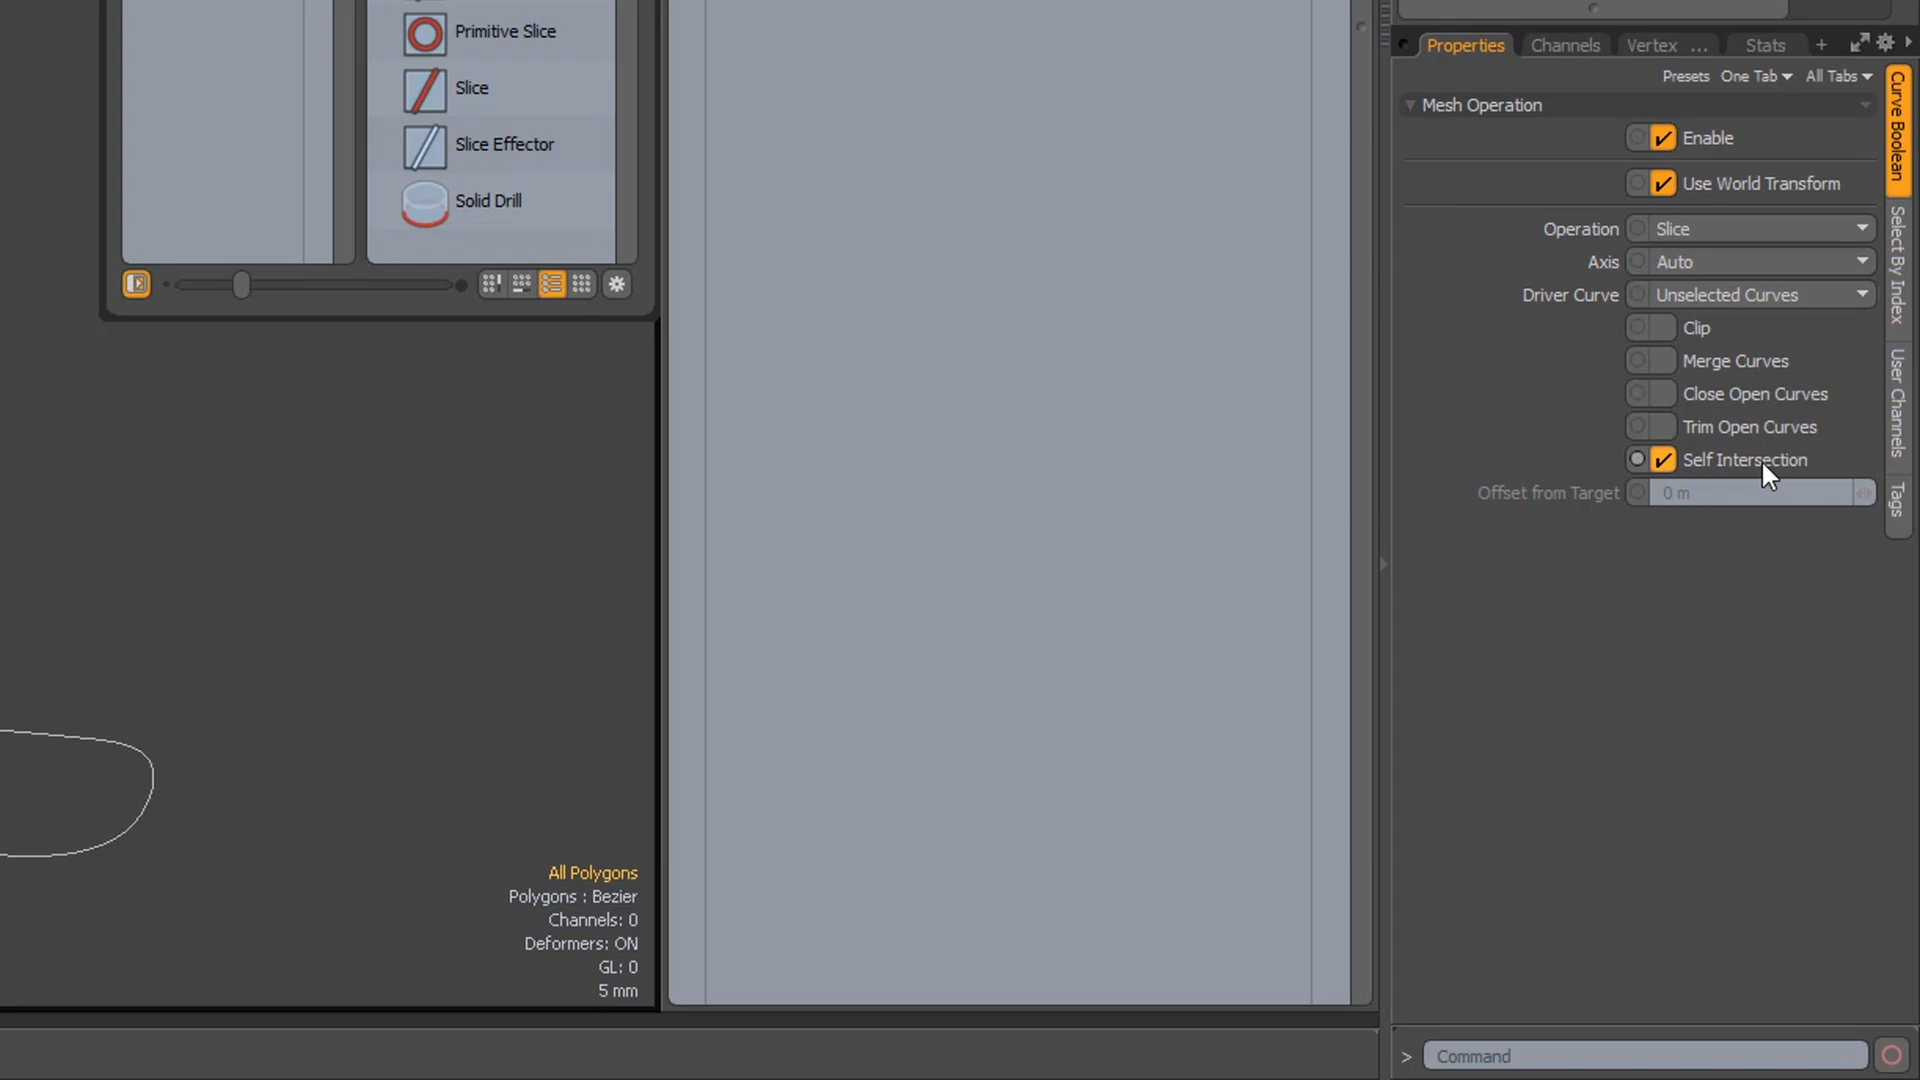 Primitive Slice
Slice
Slice Effector
Solid Drill
All Polygons
Polygons : Bezier
Channels: 0
Deformers: ON
GL: 0
5 mm
Properties Channels Vertex ... Stats +
Presets One Tab All Tabs
Mesh Operation
Enable
Use World Transform
Operation Slice
Axis Auto
Driver Curve Unselected Curves
Clip
Merge Curves
Close Open Curves
Trim Open Curves
Self Intersection
Offset from Target 0 m
Curve Boolean
Select By Index
User Channels
Tags
> Command